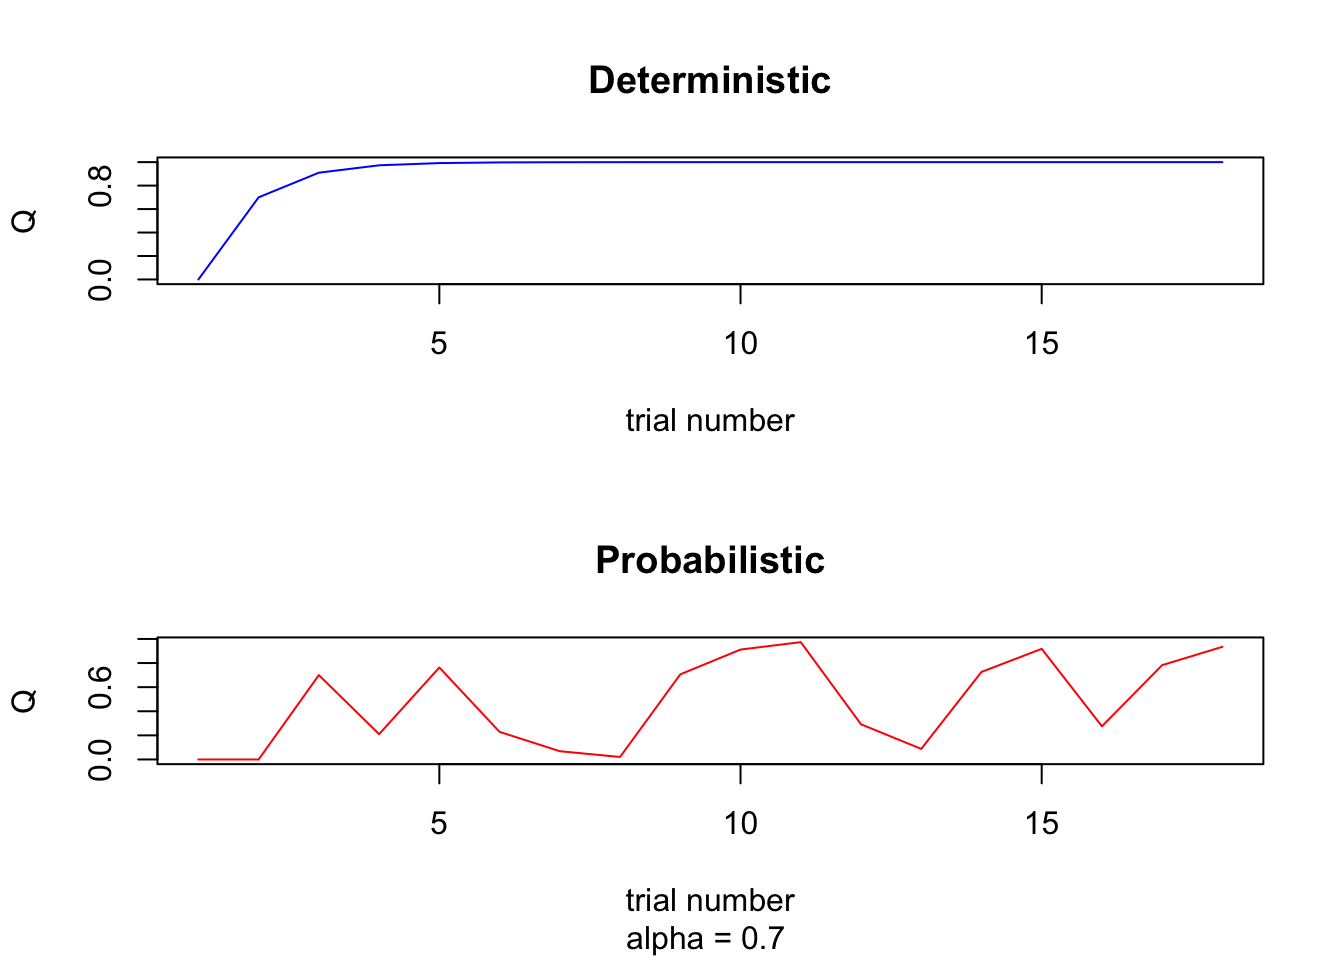 Deterministic
Q
0.8
0.0
5 10 15
trial number
Probabilistic
Q
0.6
0.0
5 10 15
trial number
alpha = 0.7